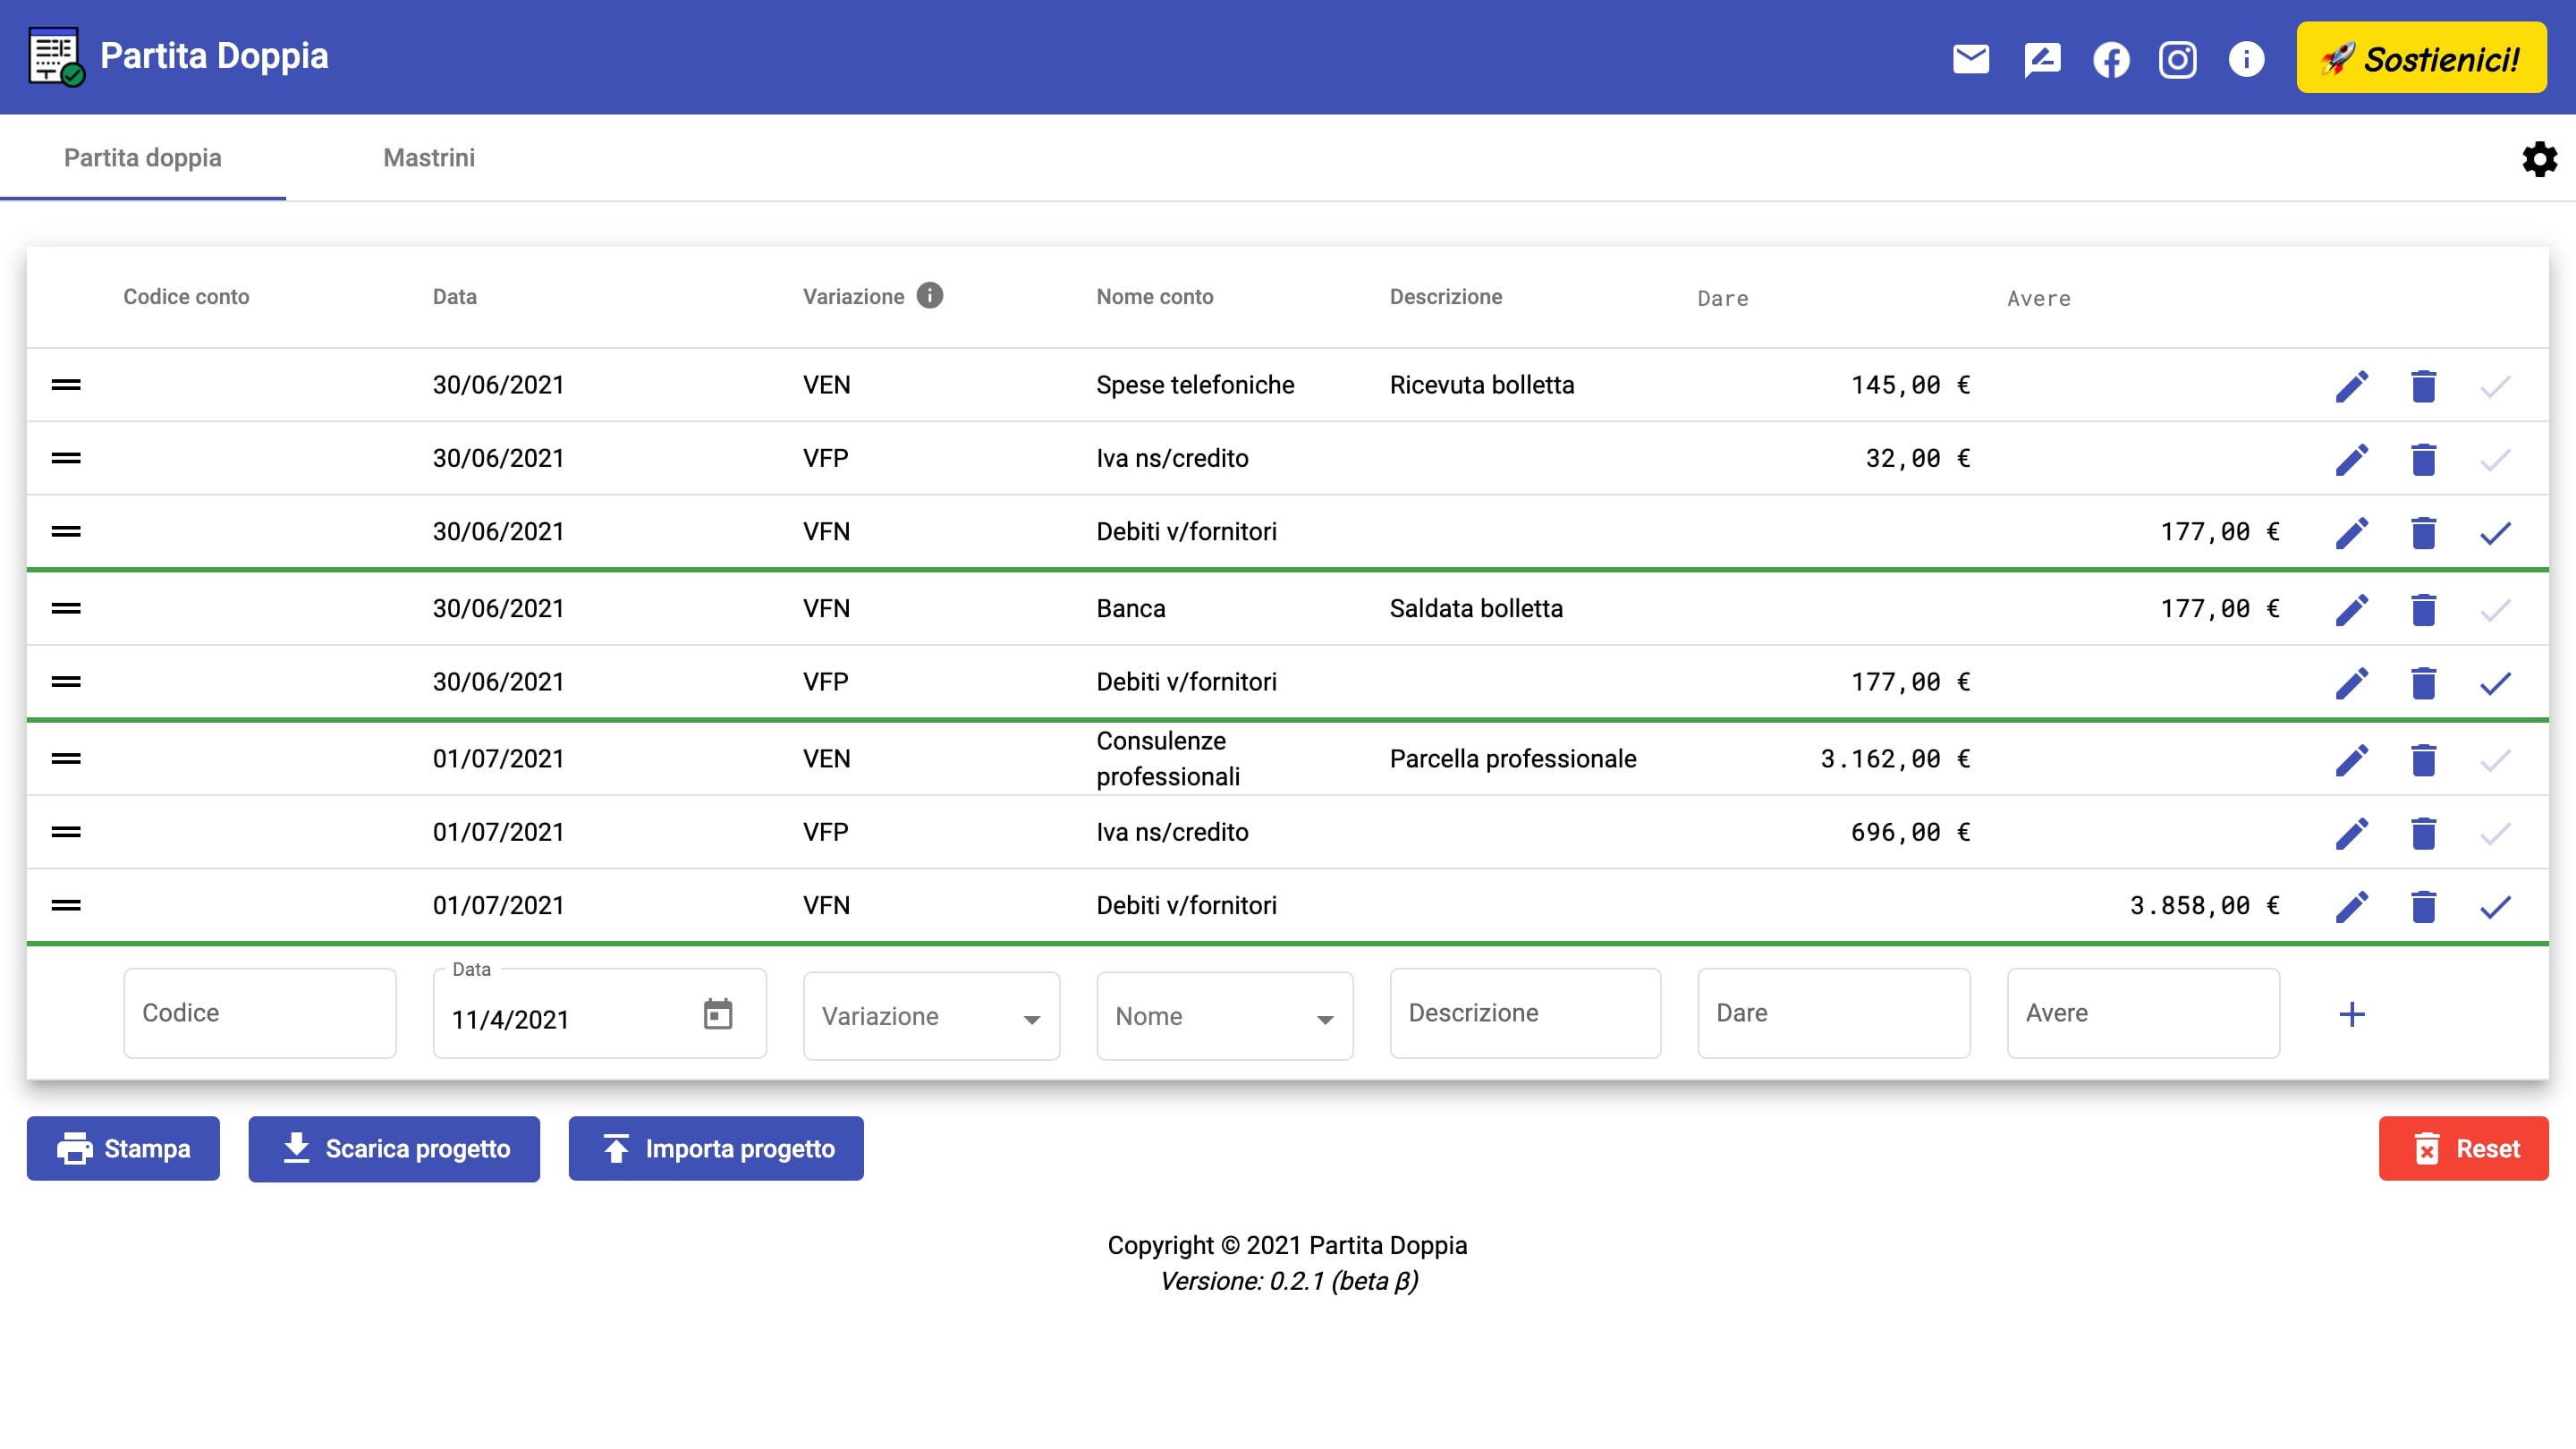 Partita Doppia
🚀 Sostienici!
Partita doppia Mastrini
Codice conto Data Variazione Nome conto Descrizione Dare Avere
30/06/2021 VEN Spese telefoniche Ricevuta bolletta 145,00 €
30/06/2021 VFP Iva ns/credito 32,00 €
30/06/2021 VFN Debiti v/fornitori 177,00 €
30/06/2021 VFN Banca Saldata bolletta 177,00 €
30/06/2021 VFP Debiti v/fornitori 177,00 €
01/07/2021 VEN Consulenze professionali Parcella professionale 3.162,00 €
01/07/2021 VFP Iva ns/credito 696,00 €
01/07/2021 VFN Debiti v/fornitori 3.858,00 €
Data
Codice 11/4/2021 Variazione Nome Descrizione Dare Avere
Stampa Scarica progetto Importa progetto Reset
Copyright © 2021 Partita Doppia
Versione: 0.2.1 (beta β)